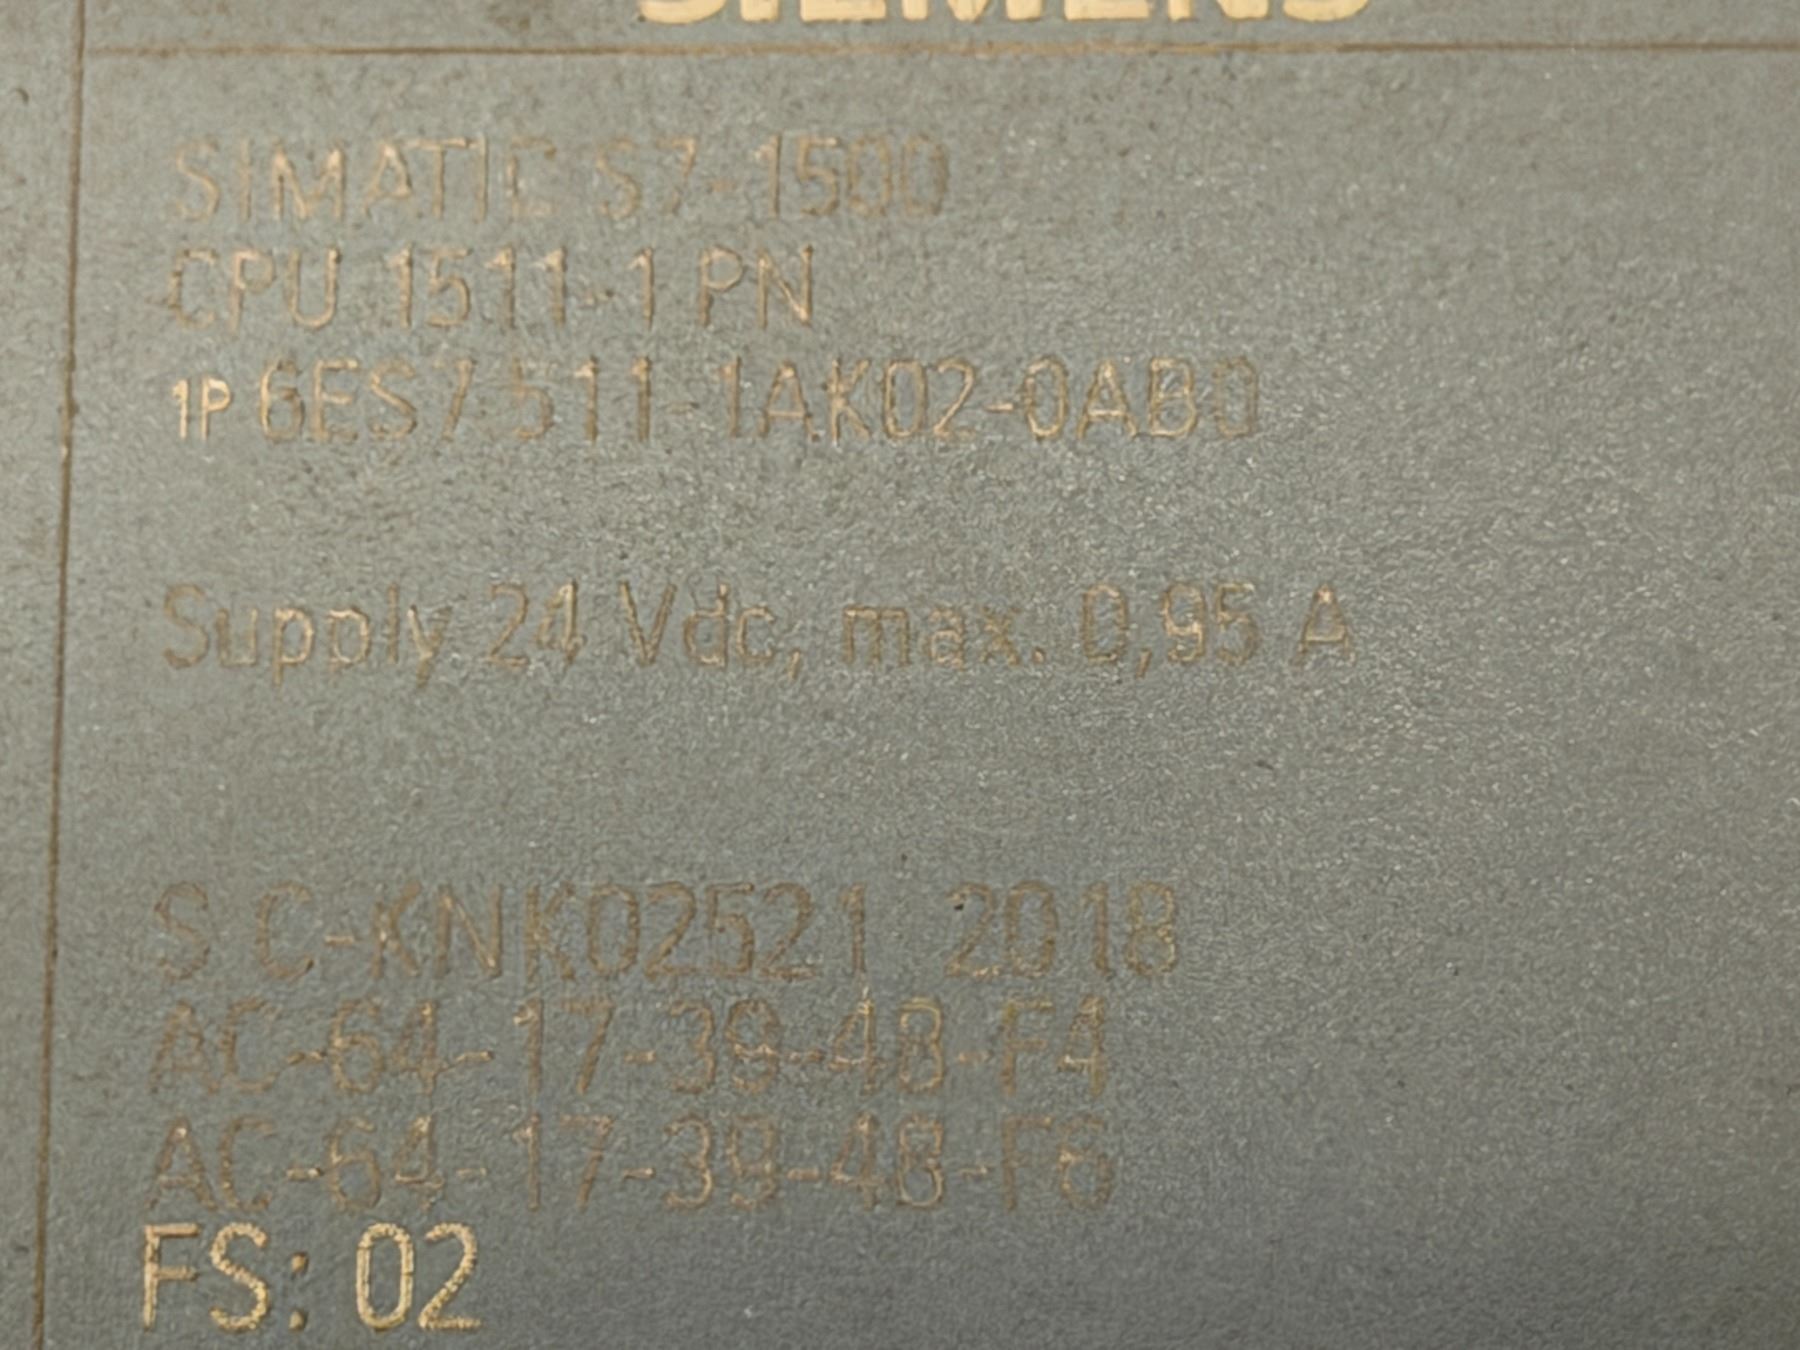 SIEMENS
SIMATIC S7-1500
CPU 1511-1 PN
1P 6ES7 511-1AK02-0AB0
Supply 24 Vdc, max. 0,95 A
S C-KNK02521 2018
AC-64-17-39-48-F4
AC-64-17-39-48-F6
FS: 02